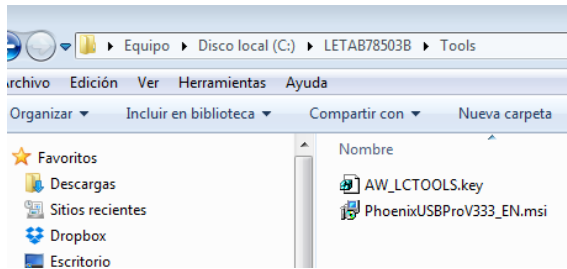 Equipo ▸ Disco local (C:) ▸ LETAB78503B ▸ Tools
Archivo Edición Ver Herramientas Ayuda
Organizar ▾ Incluir en biblioteca ▾ Compartir con ▾ Nueva carpeta
Favoritos
Descargas
Sitios recientes
Dropbox
Escritorio
Nombre
AW_LCTOOLS.key
PhoenixUSBProV333_EN.msi